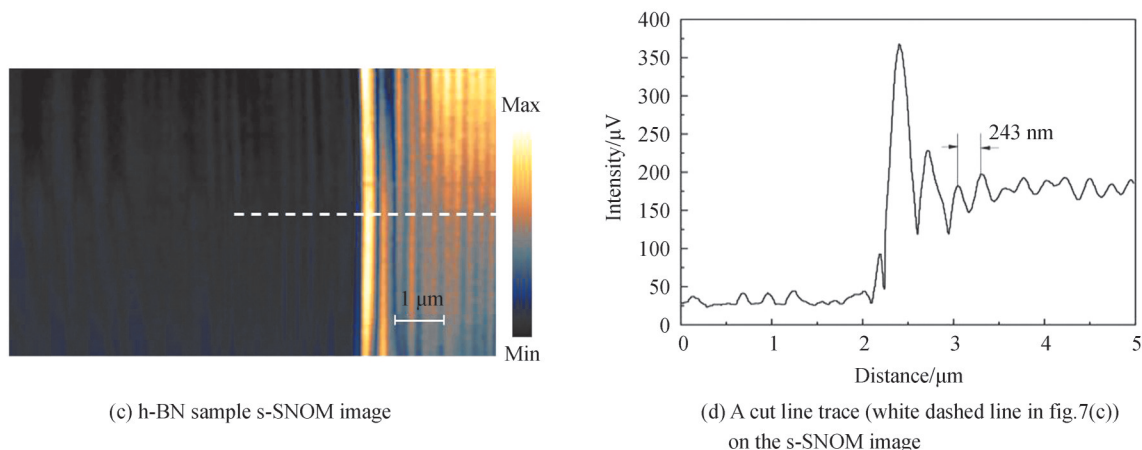 Max
1 μm
Min
(c) h-BN sample s-SNOM image
400
350
300
250
200
150
100
50
0
Intensity/μV
243 nm
0 1 2 3 4 5
Distance/μm
(d) A cut line trace (white dashed line in fig.7(c))
on the s-SNOM image